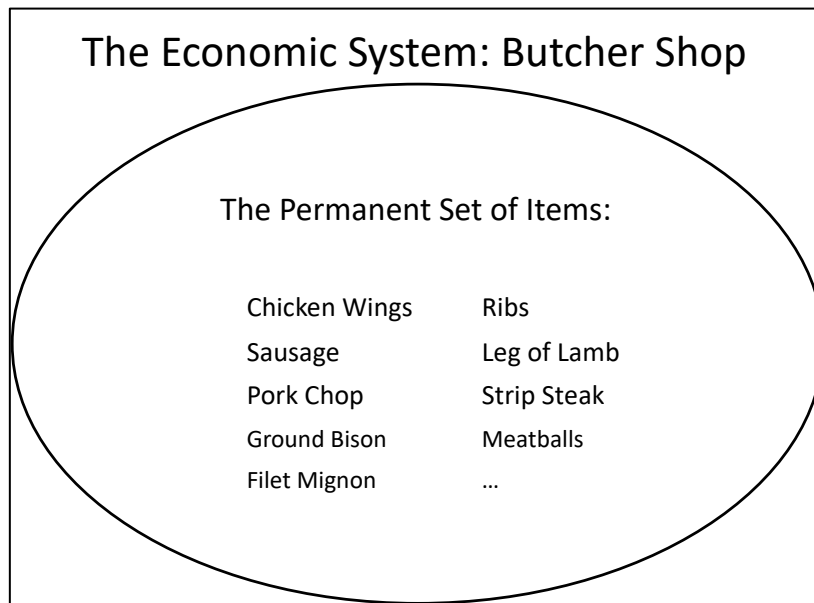 The Economic System: Butcher Shop
The Permanent Set of Items:
Chicken Wings
Sausage
Pork Chop
Ground Bison
Filet Mignon
Ribs
Leg of Lamb
Strip Steak
Meatballs
…